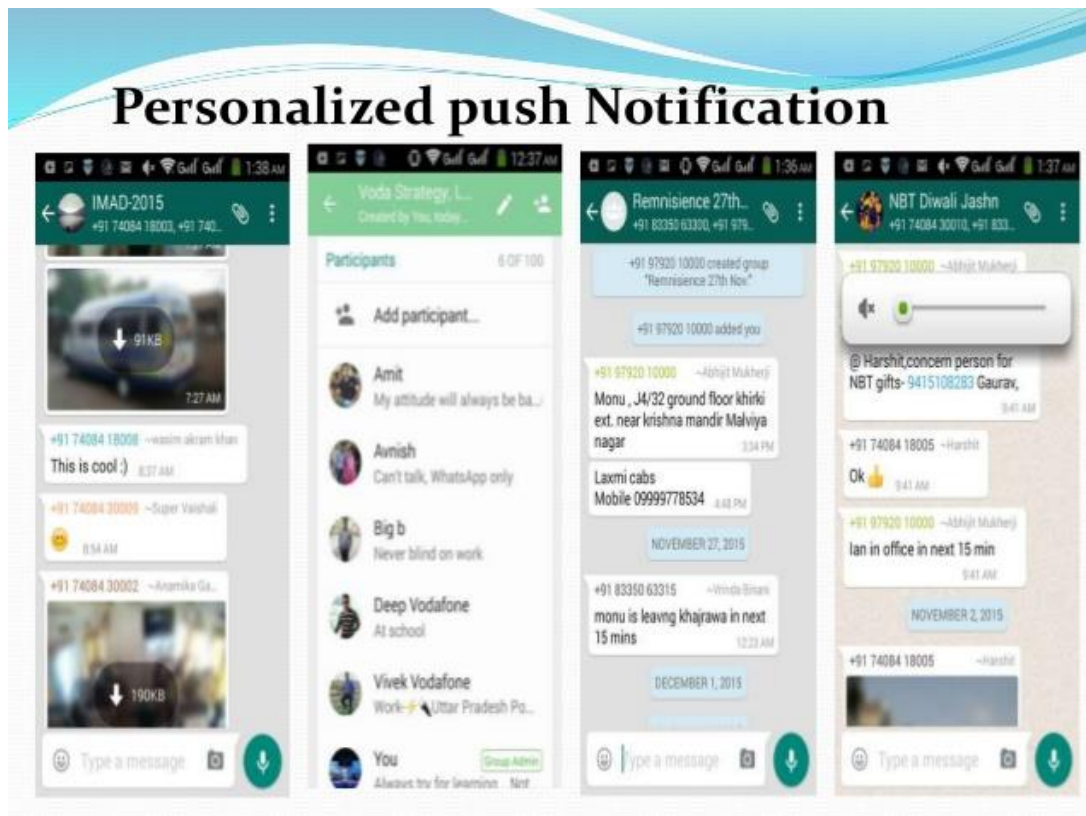 Personalized push Notification
1:38 AM
IMAD-2015
+91 74084 18003, +91 740..
91KB
7:27 AM
+91 74084 18008 ~wasim akram khan
This is cool :) 8:37 AM
+91 74084 30009 ~Super Vaishali
8:54 AM
+91 74084 30002 ~Anamika Ga...
190KB
Type a message
12:37 AM
Voda Strategy, L...
Created by You, today...
Participants 6 OF 100
Add participant...
Amit
My attitude will always be ba...
Avnish
Can't talk, WhatsApp only
Big b
Never blind on work
Deep Vodafone
At school
Vivek Vodafone
Work Uttar Pradesh Po...
You Group Admin
Always try for learning... Not
1:36 AM
Remnisience 27th...
+91 83350 63300, +91 979..
+91 97920 10000 created group
"Remnisience 27th Nov."
+91 97920 10000 added you
+91 97920 10000 ~Abhijit Mukherji
Monu , J4/32 ground floor khirki
ext. near krishna mandir Malviya
nagar 3:34 PM
Laxmi cabs
Mobile 09999778534 4:48 PM
NOVEMBER 27, 2015
+91 83350 63315 ~Vrinda Binani
monu is leavng khajrawa in next
15 mins 12:23 AM
DECEMBER 1, 2015
Type a message
1:37 AM
NBT Diwali Jashn
+91 74084 30010, +91 833..
+91 97920 10000 ~Abhijit Mukherji
@ Harshit,concern person for
NBT gifts- 9415108283 Gaurav,
9:41 AM
+91 74084 18005 ~Harshit
Ok 9:41 AM
+91 97920 10000 ~Abhijit Mukherji
Ian in office in next 15 min
9:41 AM
NOVEMBER 2, 2015
+91 74084 18005 ~Harshit
Type a message